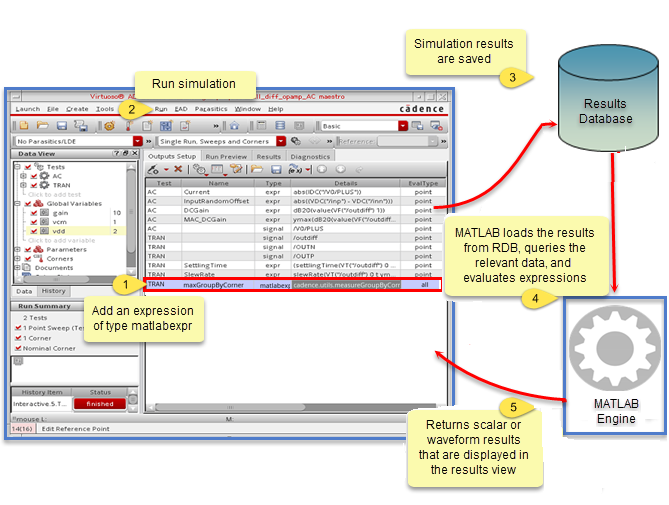 Simulation results
are saved
3
Results
Database
Virtuoso® A
ll_diff_opamp_AC maestro
Run simulation
2
Launch File Create Tools
Run EAD Parasitics Window Help
cādence
Basic
No Parasitics/LDE
Single Run, Sweeps and Corners
Reference:
Data View
Outputs Setup Run Preview Results Diagnostics
Tests
AC
TRAN
Click to add test
Global Variables
gain 10
vcm 1
vdd 2
Click to add variable
Parameters
Corners
Documents
Data History
Test Name Type Details EvalType
AC Current expr abs(IDC("/V0/PLUS")) point
AC InputRandomOffset expr abs((VDC("/inp") - VDC("/inn"))) point
AC DCGain expr dB20(value(VF("/outdiff") 1)) point
AC MAC_DCGain expr ymax(dB20(value(VF("/outdiff point
AC signal /V0/PLUS point
TRAN signal /outdiff point
TRAN signal /OUTN point
TRAN signal /OUTP point
TRAN SettlingTime expr (settlingTime(VT("/outdiff") 0 point
TRAN SlewRate expr slewRate(VT("/outdiff") 0 t ym point
TRAN maxGroupByCorner matlabexp cadence.utils.measureGroupByCorr all
1
Add an expression
of type matlabexpr
MATLAB loads the results
from RDB, queries the
relevant data, and
evaluates expressions
4
Run Summary
2 Tests
1 Point Sweep (Te
1 Corner
Nominal Corner
History Item Status
Interactive.5.T finished
MATLAB
Engine
5
Returns scalar or
waveform results
that are displayed in
the results view
mouse L: M:
14(16) Edit Reference Point